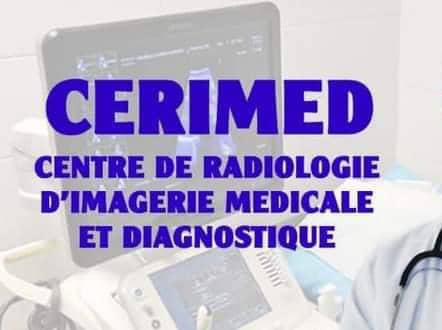 CERIMED
CENTRE DE RADIOLOGIE
D'IMAGERIE MEDICALE
ET DIAGNOSTIQUE